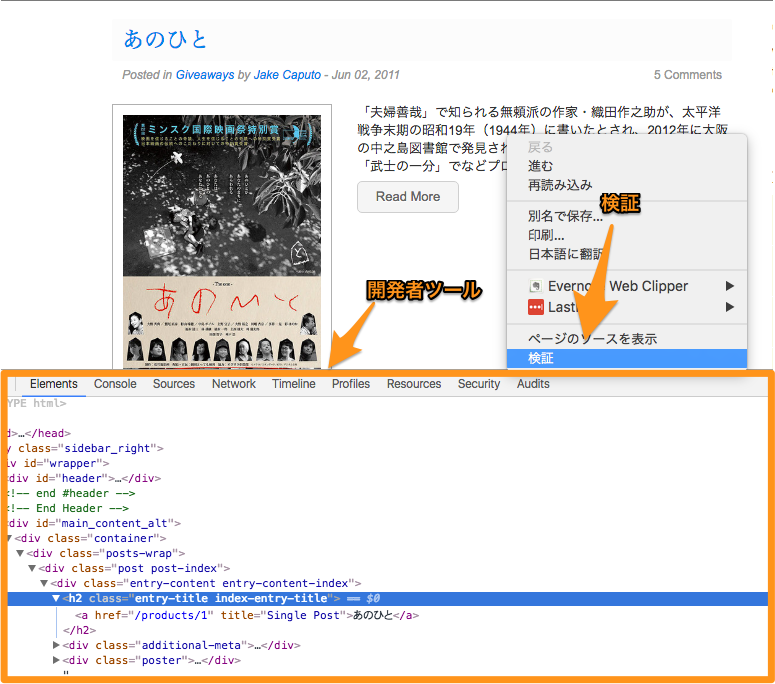 あのひと
Posted in Giveaways by Jake Caputo - Jun 02, 2011
5 Comments
ミンスク国際映画祭特別賞
「夫婦善哉」で知られる無頼派の作家・織田作之助が、太平洋
戦争末期の昭和19年（1944年）に書いたとされ、2012年に大阪
の中之島図書館で発見され
「武士の一分」でなどプロ
Read More
あのひと
戻る
進む
再読み込み
別名で保存...
印刷...
日本語に翻訳
Everno Web Clipper
Last
ページのソースを表示
検証
検証
開発者ツール
Elements Console Sources Network Timeline Profiles Resources Security Audits
YPE html>
d>…</head>
y class="sidebar_right">
iv id="wrapper">
<div id="header">…</div>
<!-- end #header -->
<!-- End Header -->
<div id="main_content_alt">
▼<div class="container">
▼<div class="posts-wrap">
▼<div class="post post-index">
▼<div class="entry-content entry-content-index">
▼<h2 class="entry-title index-entry-title"> == $0
<a href="/products/1" title="Single Post">あのひと</a>
</h2>
▶<div class="additional-meta">…</div>
▶<div class="poster">…</div>
"